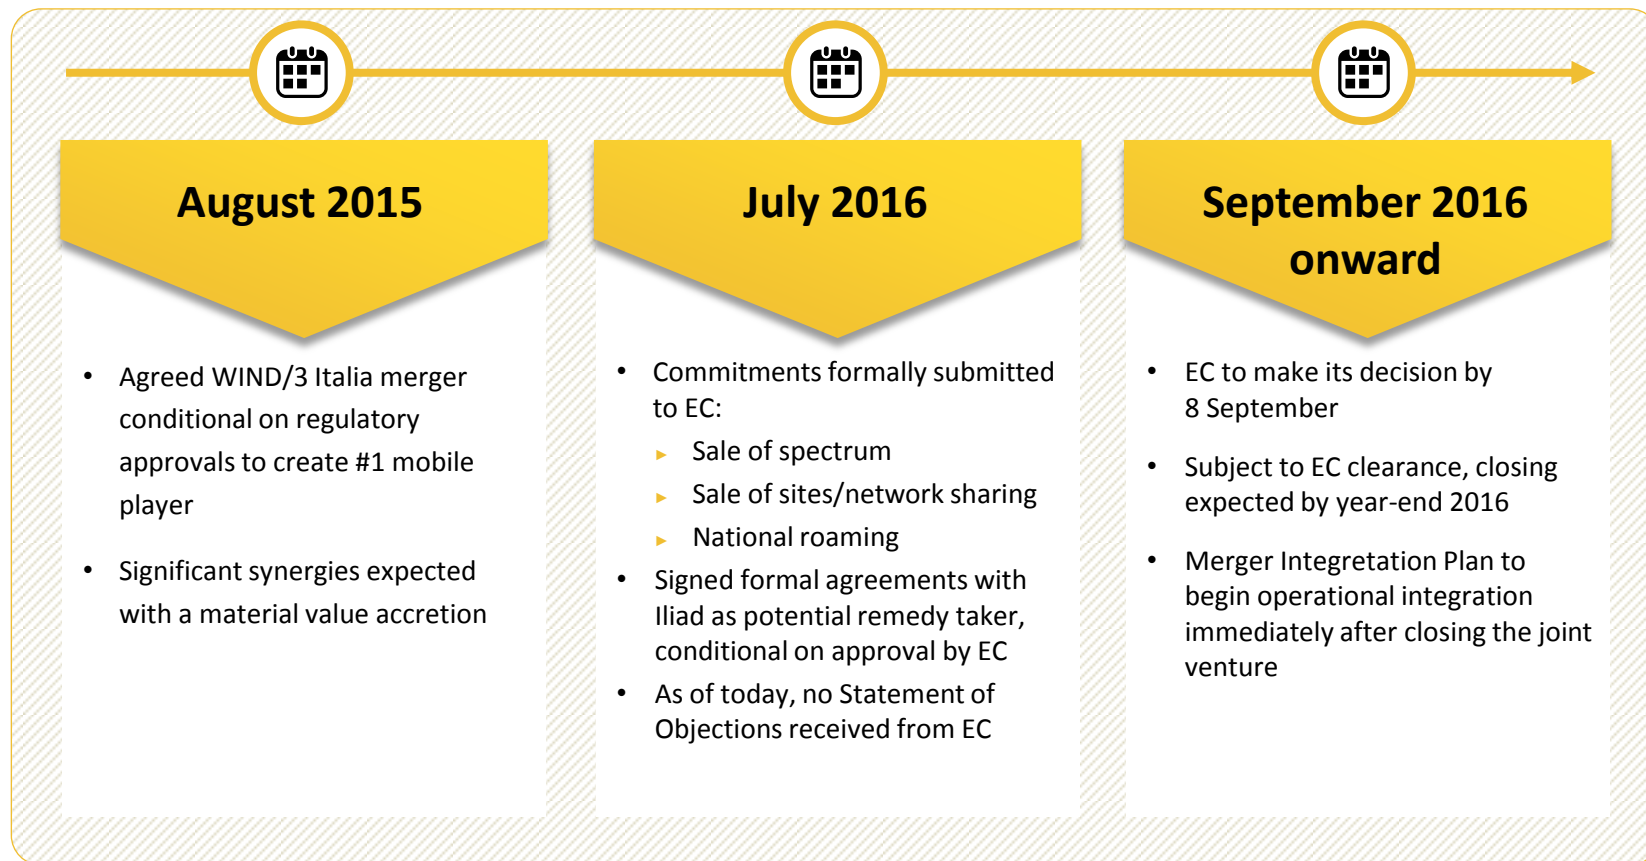 August 2015
• Agreed WIND/3 Italia merger
conditional on regulatory
approvals to create #1 mobile
player
• Significant synergies expected
with a material value accretion
July 2016
• Commitments formally submitted
to EC:
► Sale of spectrum
► Sale of sites/network sharing
► National roaming
• Signed formal agreements with
Iliad as potential remedy taker,
conditional on approval by EC
• As of today, no Statement of
Objections received from EC
September 2016
onward
• EC to make its decision by
8 September
• Subject to EC clearance, closing
expected by year-end 2016
• Merger Integretation Plan to
begin operational integration
immediately after closing the joint
venture